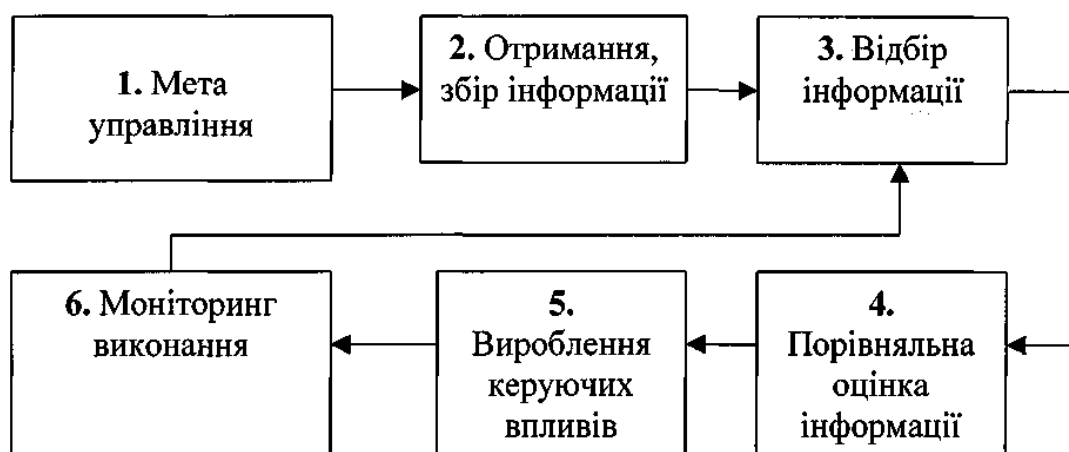 1. Мета
управління
2. Отримання,
збір інформації
3. Відбір
інформації
6. Моніторинг
виконання
5.
Вироблення
керуючих
впливів
4.
Порівняльна
оцінка
інформації